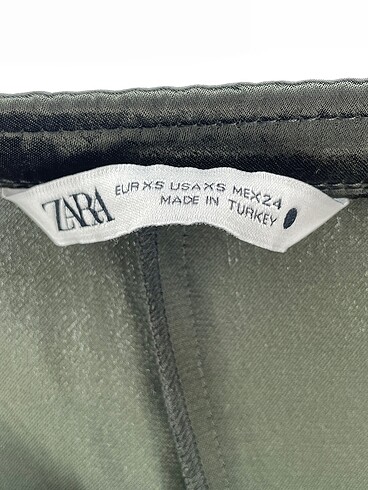 ZARA
EUR XS USA XS MEX 24
MADE IN TURKEY